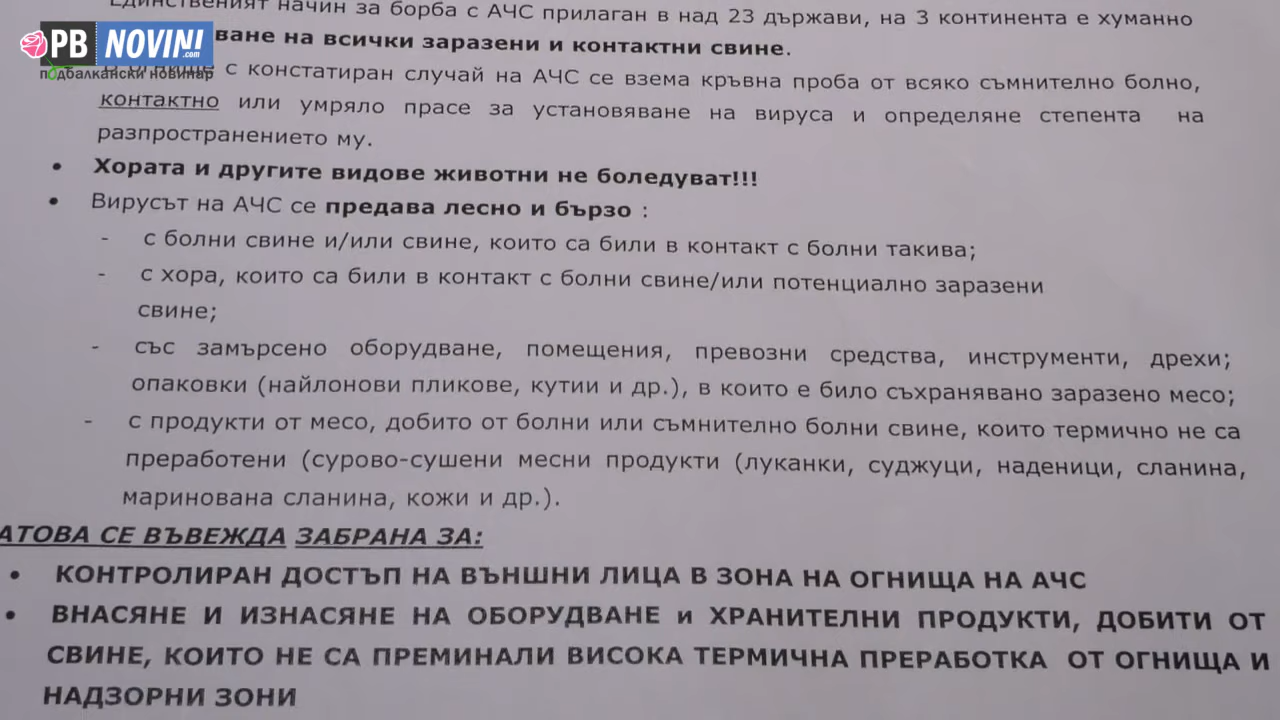 PB NOVINI .com
подбалкански новинар
Единственият начин за борба с АЧС прилаган в над 23 държави, на 3 континента е хуманно
на всички заразени и контактни свине.
с констатиран случай на АЧС се взема кръвна проба от всяко съмнително болно,
контактно или умряло прасе за установяване на вируса и определяне степента на
разпространението му.
• Хората и другите видове животни не боледуват!!!
• Вирусът на АЧС се предава лесно и бързо :
- с болни свине и/или свине, които са били в контакт с болни такива;
- с хора, които са били в контакт с болни свине/или потенциално заразени
свине;
- със замърсено оборудване, помещения, превозни средства, инструменти, дрехи;
опаковки (найлонови пликове, кутии и др.), в които е било съхранявано заразено месо;
- с продукти от месо, добито от болни или съмнително болни свине, които термично не са
преработени (сурово-сушени месни продукти (луканки, суджуци, наденици, сланина,
маринована сланина, кожи и др.).
АТОВА СЕ ВЪВЕЖДА ЗАБРАНА ЗА:
• КОНТРОЛИРАН ДОСТЪП НА ВЪНШНИ ЛИЦА В ЗОНА НА ОГНИЩА НА АЧС
• ВНАСЯНЕ И ИЗНАСЯНЕ НА ОБОРУДВАНЕ и ХРАНИТЕЛНИ ПРОДУКТИ, ДОБИТИ ОТ
СВИНЕ, КОИТО НЕ СА ПРЕМИНАЛИ ВИСОКА ТЕРМИЧНА ПРЕРАБОТКА ОТ ОГНИЩА И
НАДЗОРНИ ЗОНИ